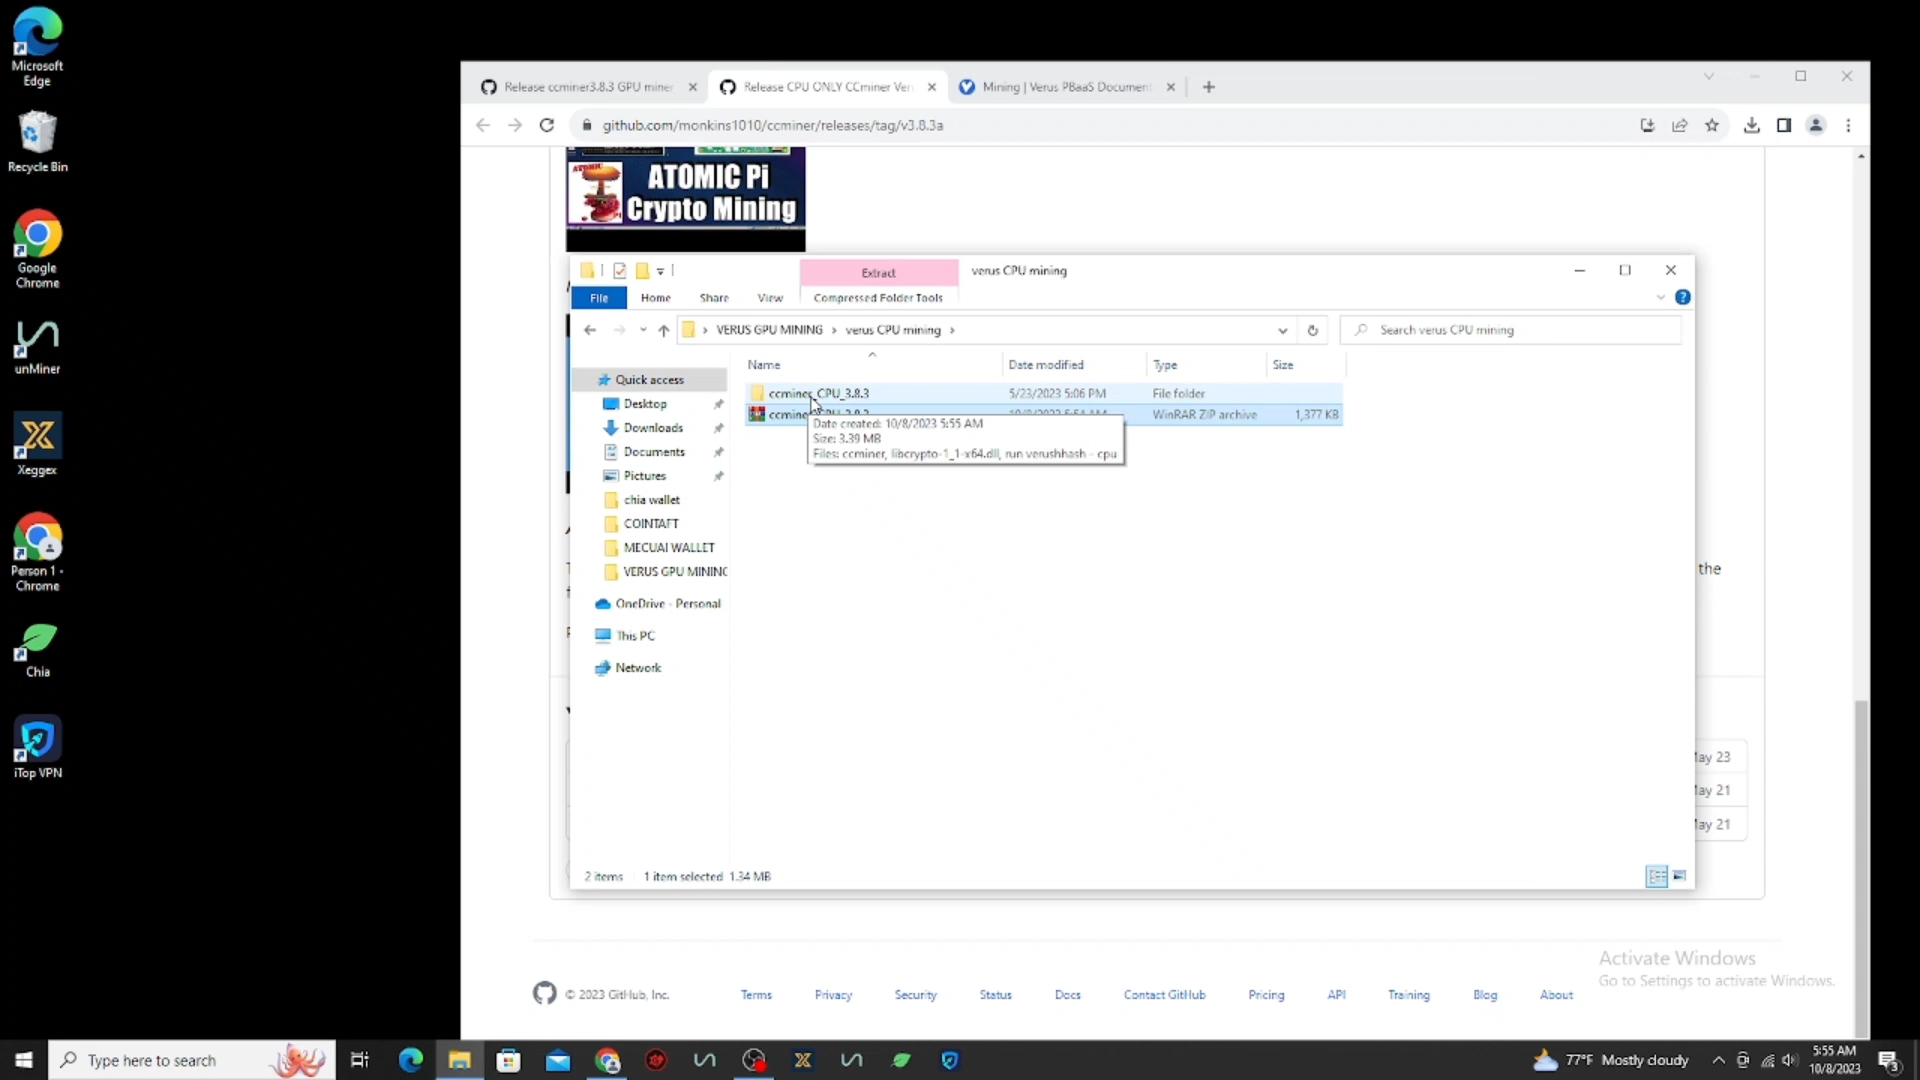 Microsoft
Edge
Recycle Bin
Google
Chrome
unMiner
Xeggex
Person 1 -
Chrome
Chia
iTop VPN
Release ccminer3.8.3 GPU miner
Release CPU ONLY CCminer Ver
Mining | Verus PBaaS Document
github.com/monkins1010/ccminer/releases/tag/v3.8.3a
ATOMIC
ATOMIC Pi
Crypto Mining
Extract
verus CPU mining
File
Home
Share
View
Compressed Folder Tools
VERUS GPU MINING
verus CPU mining
Search verus CPU mining
Name
Date modified
Type
Size
ccminer_CPU_3.8.3
5/23/2023 5:06 PM
File folder
WinRAR ZIP archive
1,377 KB
Date created: 10/8/2023 5:55 AM
Size: 3.39 MB
Files: ccminer, libcrypto-1_1-x64.dll, run verushhash - cpu
Quick access
Desktop
Downloads
Documents
Pictures
chia wallet
COINTAFT
MECUAI WALLET
VERUS GPU MINING
OneDrive - Personal
This PC
Network
the
May 23
May 21
May 21
2 items
1 item selected 1.34 MB
© 2023 GitHub, Inc.
Terms
Privacy
Security
Status
Docs
Contact GitHub
Pricing
API
Training
Blog
About
Activate Windows
Go to Settings to activate Windows.
Type here to search
77°F Mostly cloudy
5:55 AM
10/8/2023
3